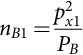 n_{B1} = \frac{p_{x1}^2}{P_B}